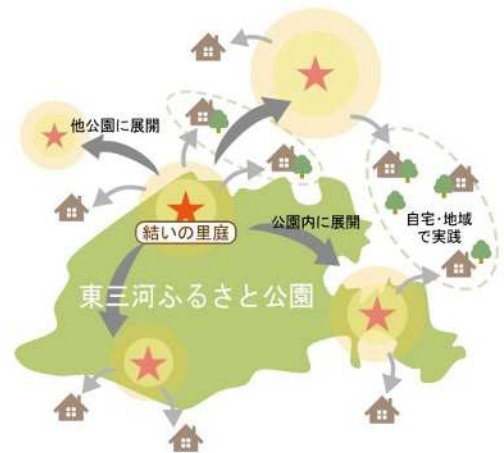 他公園に展開
結いの里庭
公園内に展開
自宅・地域
で実践
東三河ふるさと公園